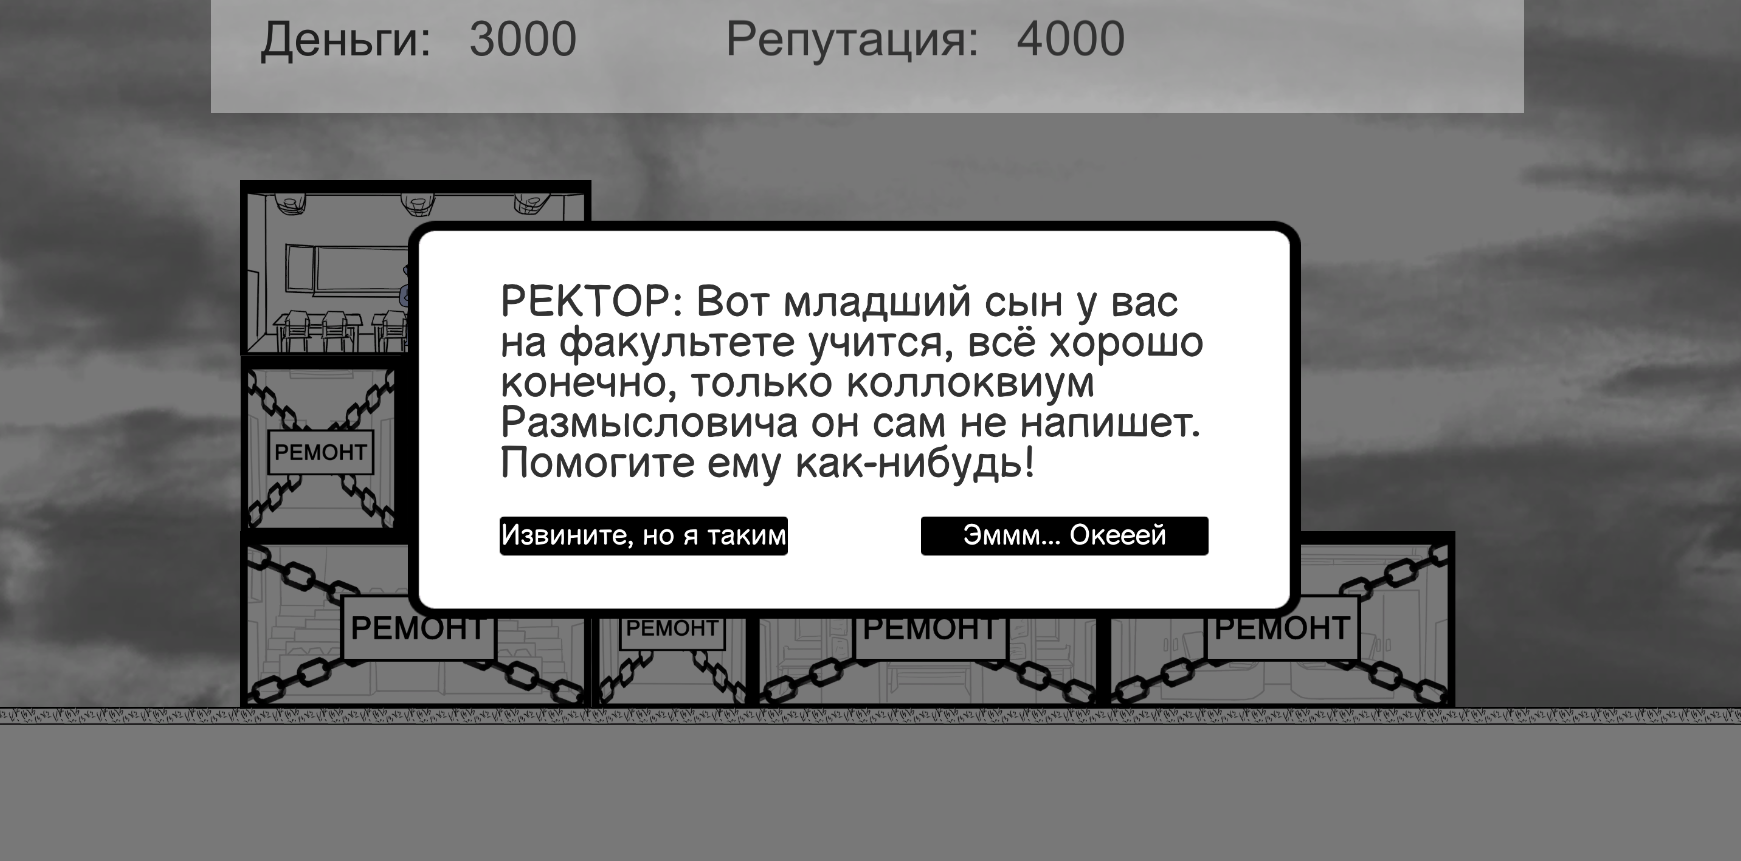 Деньги: 3000 Репутация: 4000
РЕКТОР: Вот младший сын у вас
на факультете учится, всё хорошо
конечно, только коллоквиум
Размысловича он сам не напишет.
Помогите ему как-нибудь!
Извините, но я таким Эммм... Океeей
РЕМОНТ
РЕМОНТ РЕМОНТ РЕМОНТ РЕМОНТ